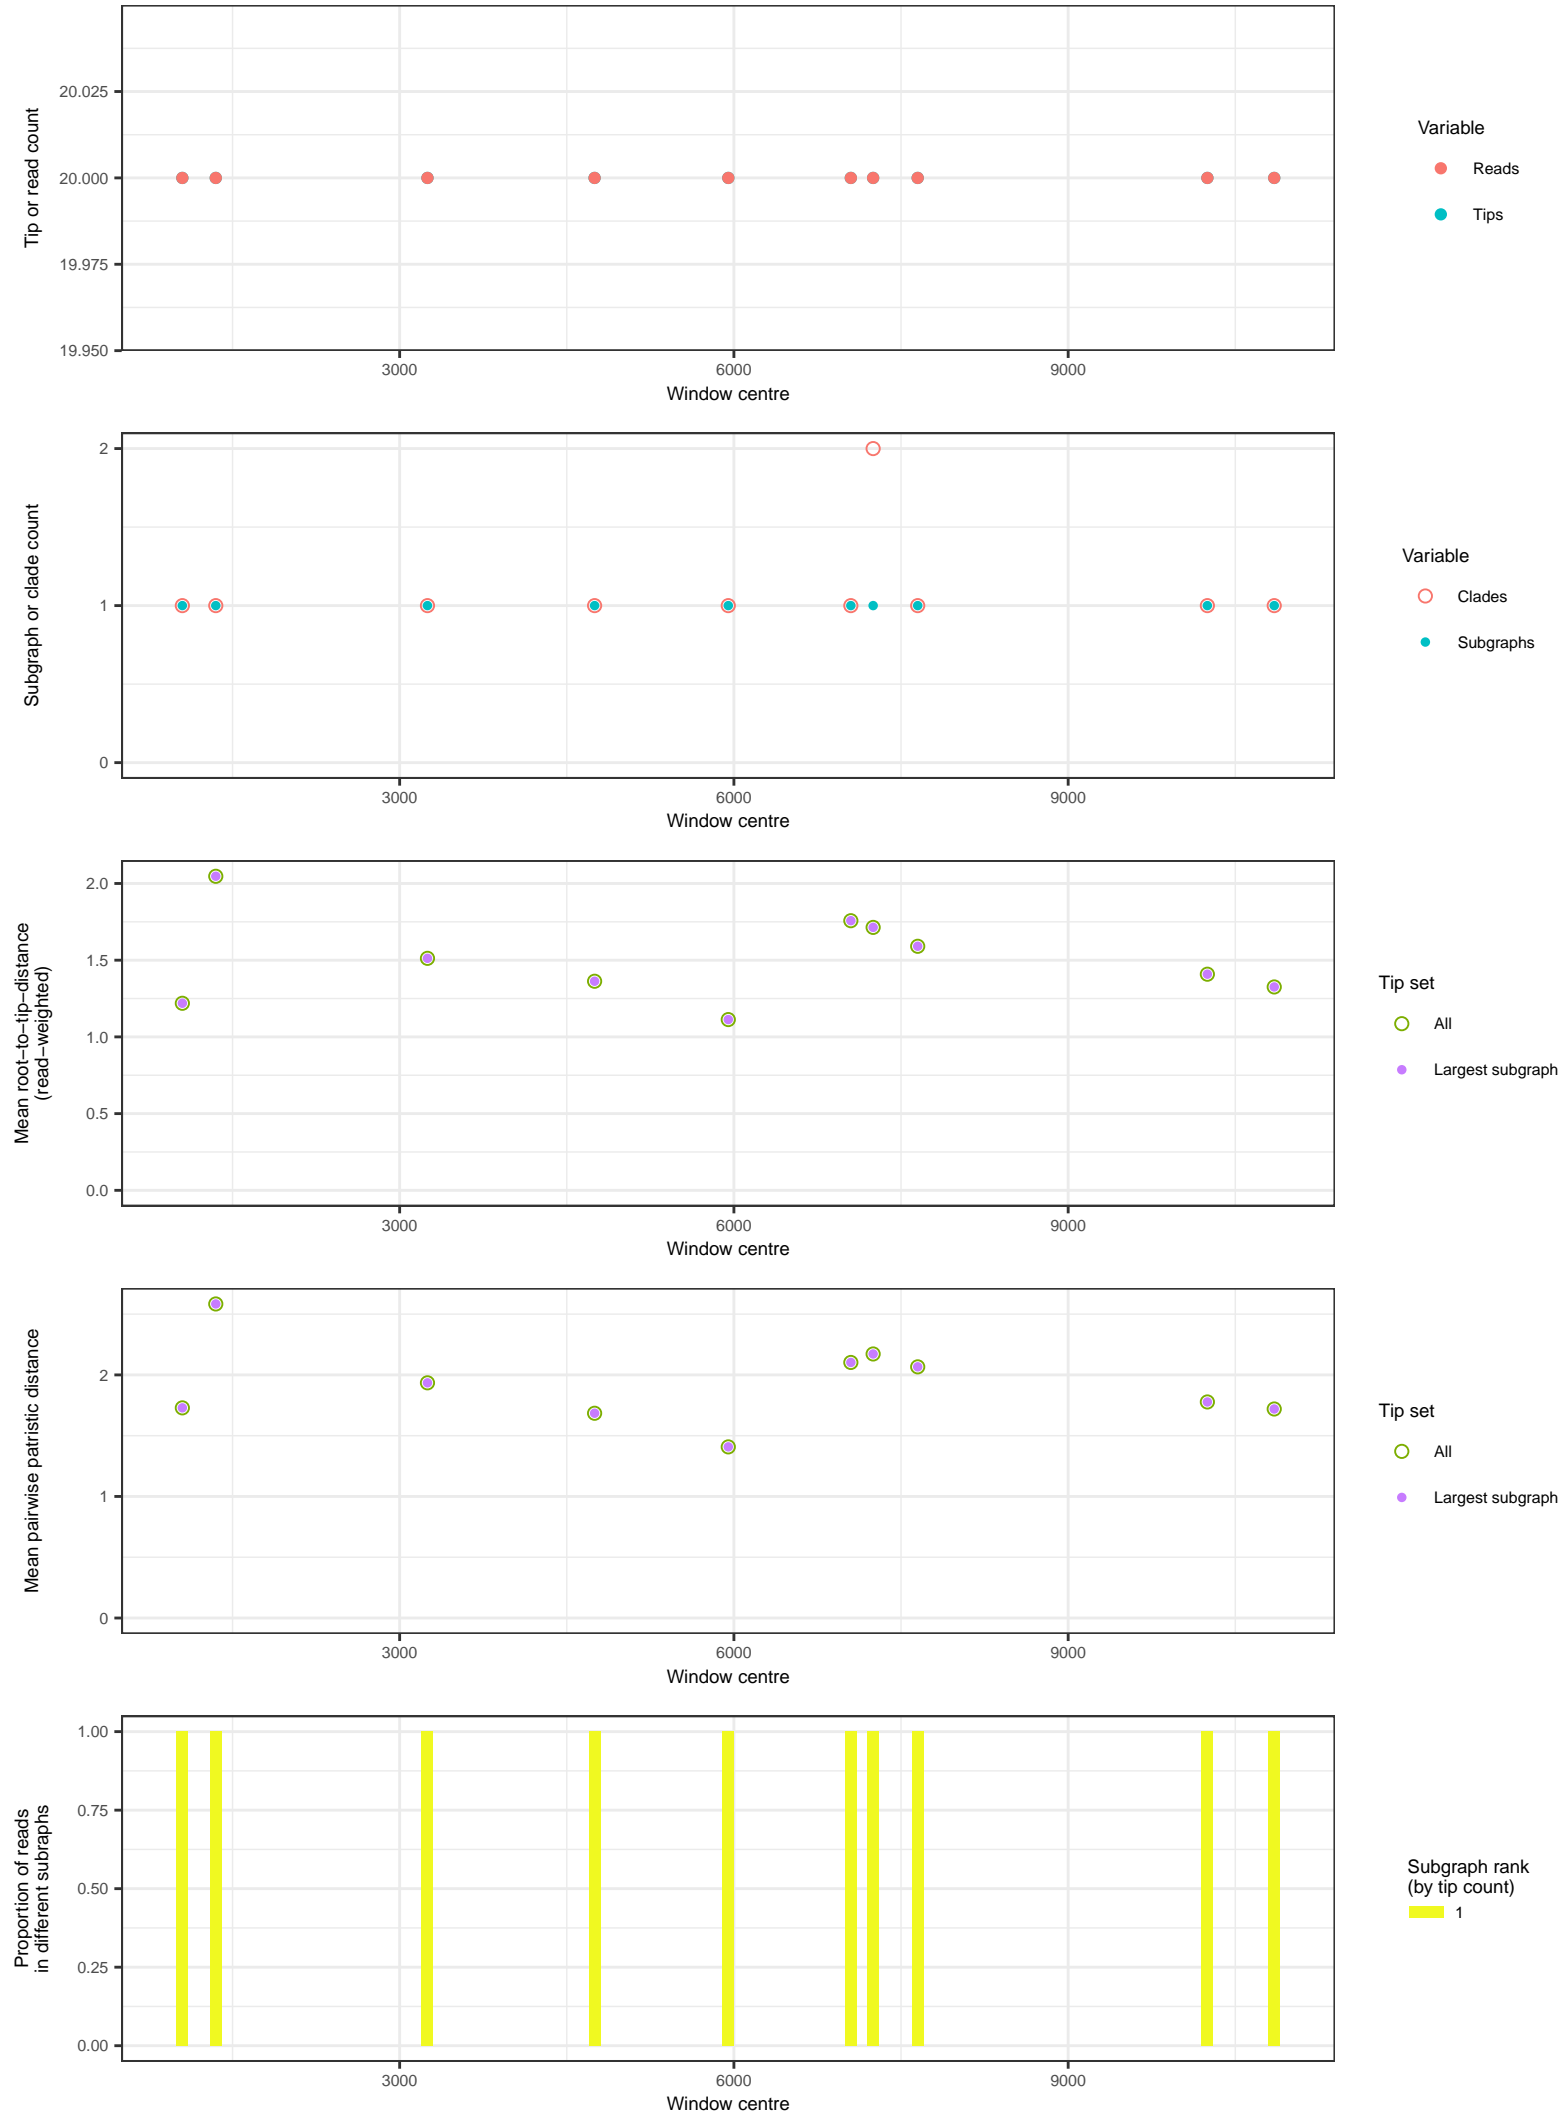 Tip or read count
20.025
20.000
19.975
19.950
3000
6000
9000
Window centre
Variable
Reads
Tips
Subgraph or clade count
2
1
0
3000
6000
9000
Window centre
Variable
Clades
Subgraphs
Mean root−to−tip−distance
(read−weighted)
2.0
1.5
1.0
0.5
0.0
3000
6000
9000
Window centre
Tip set
All
Largest subgraph
Mean pairwise patristic distance
2
1
0
3000
6000
9000
Window centre
Tip set
All
Largest subgraph
Proportion of reads
in different subraphs
1.00
0.75
0.50
0.25
0.00
3000
6000
9000
Window centre
Subgraph rank
(by tip count)
1